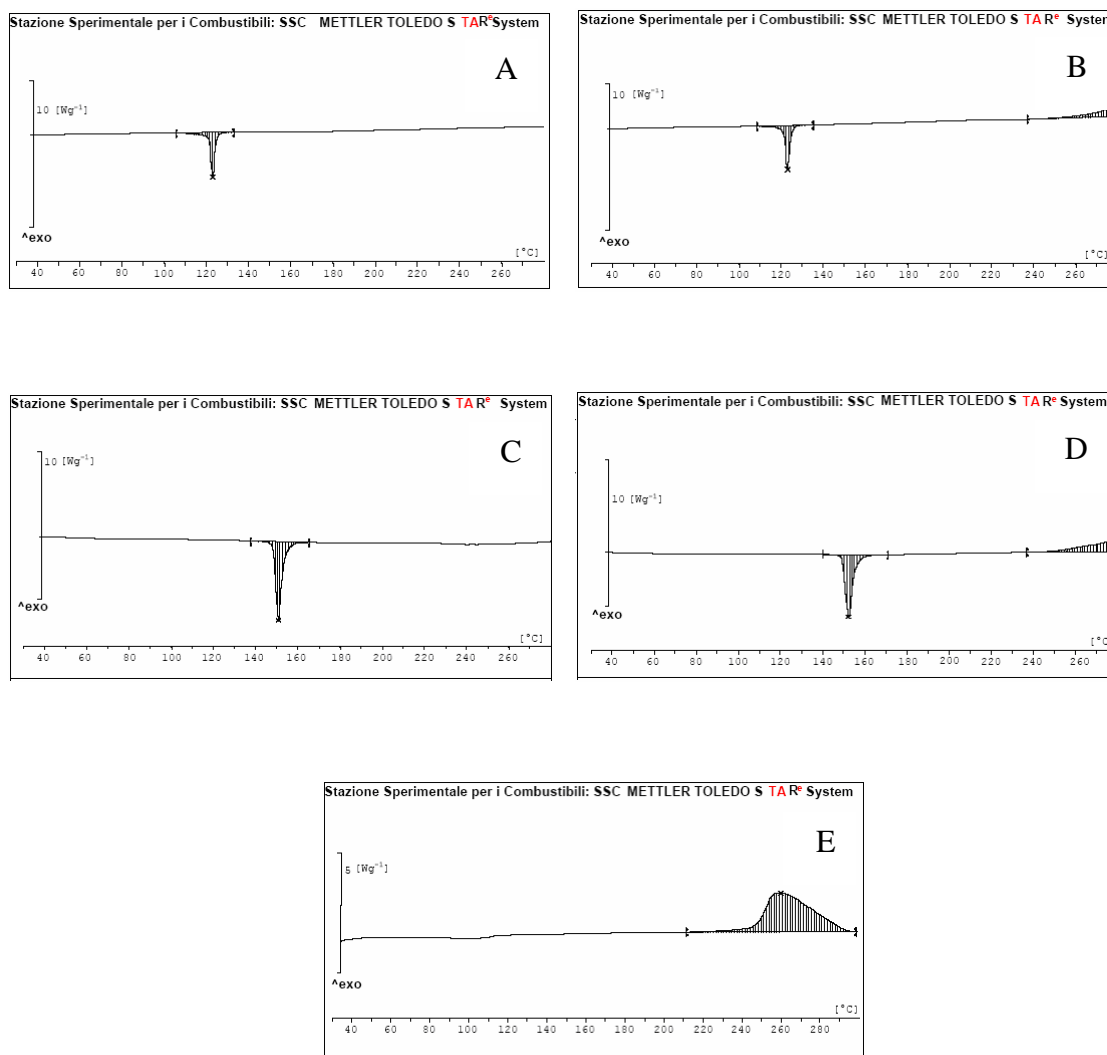 Stazione Sperimentale per i Combustibili: SSC METTLER TOLEDO S TARe System
A
10 [Wg⁻¹]
^exo
[°C]
40 60 80 100 120 140 160 180 200 220 240 260
Stazione Sperimentale per i Combustibili: SSC METTLER TOLEDO S TA Re System
B
10 [Wg⁻¹]
^exo
[°C]
40 60 80 100 120 140 160 180 200 220 240 260
Stazione Sperimentale per i Combustibili: SSC METTLER TOLEDO S TA Re System
C
10 [Wg⁻¹]
^exo
[°C]
40 60 80 100 120 140 160 180 200 220 240 260
Stazione Sperimentale per i Combustibili: SSC METTLER TOLEDO S TA Re System
D
10 [Wg⁻¹]
^exo
[°C
40 60 80 100 120 140 160 180 200 220 240 260
Stazione Sperimentale per i Combustibili: SSC METTLER TOLEDO S TA Re System
E
5 [Wg⁻¹]
^exo
[°C]
40 60 80 100 120 140 160 180 200 220 240 260 280